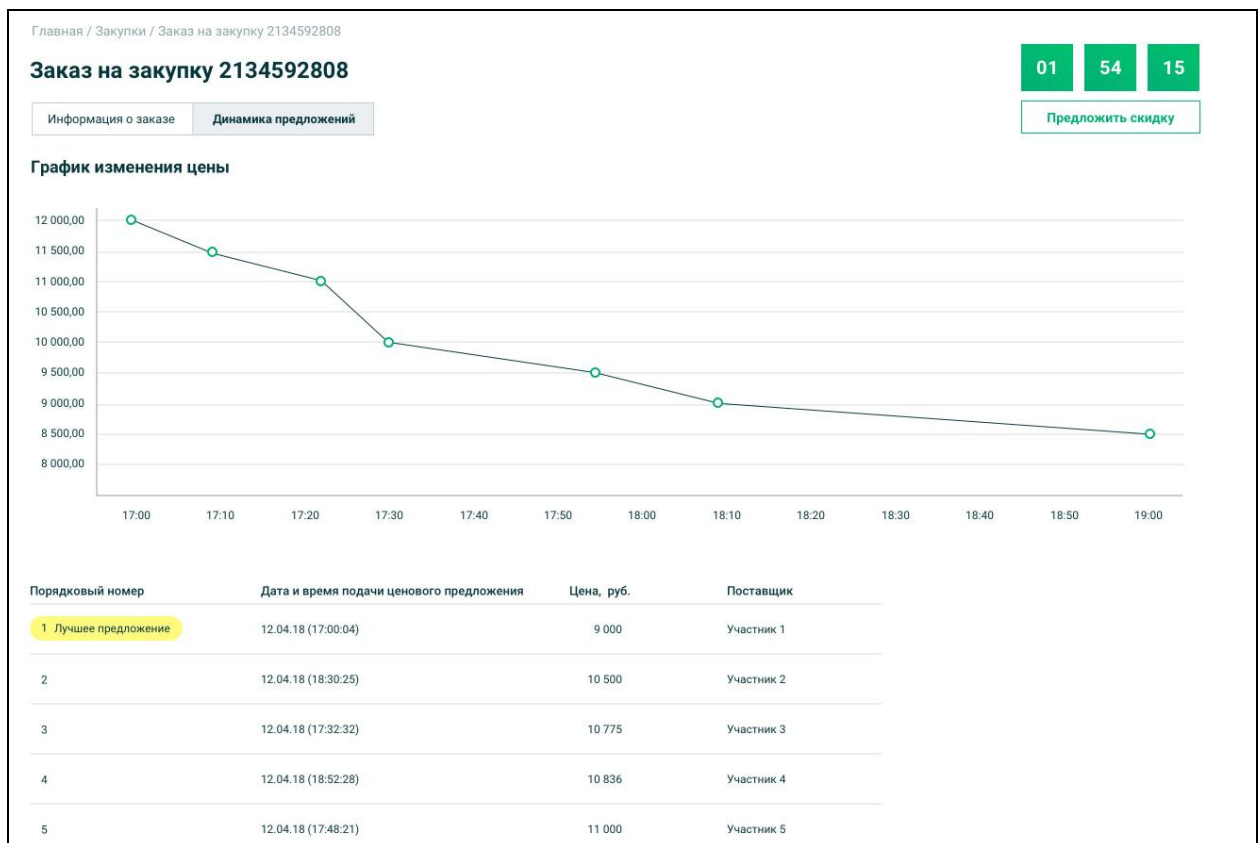 Главная / Закупки / Заказ на закупку 2134592808
Заказ на закупку 2134592808
01 54 15
Информация о заказе Динамика предложений
Предложить скидку
График изменения цены
12 000,00
11 500,00
11 000,00
10 500,00
10 000,00
9 500,00
9 000,00
8 500,00
8 000,00
17:00 17:10 17:20 17:30 17:40 17:50 18:00 18:10 18:20 18:30 18:40 18:50 19:00
Порядковый номер Дата и время подачи ценового предложения Цена, руб. Поставщик
1 Лучшее предложение 12.04.18 (17:00:04) 9 000 Участник 1
2 12.04.18 (18:30:25) 10 500 Участник 2
3 12.04.18 (17:32:32) 10 775 Участник 3
4 12.04.18 (18:52:28) 10 836 Участник 4
5 12.04.18 (17:48:21) 11 000 Участник 5